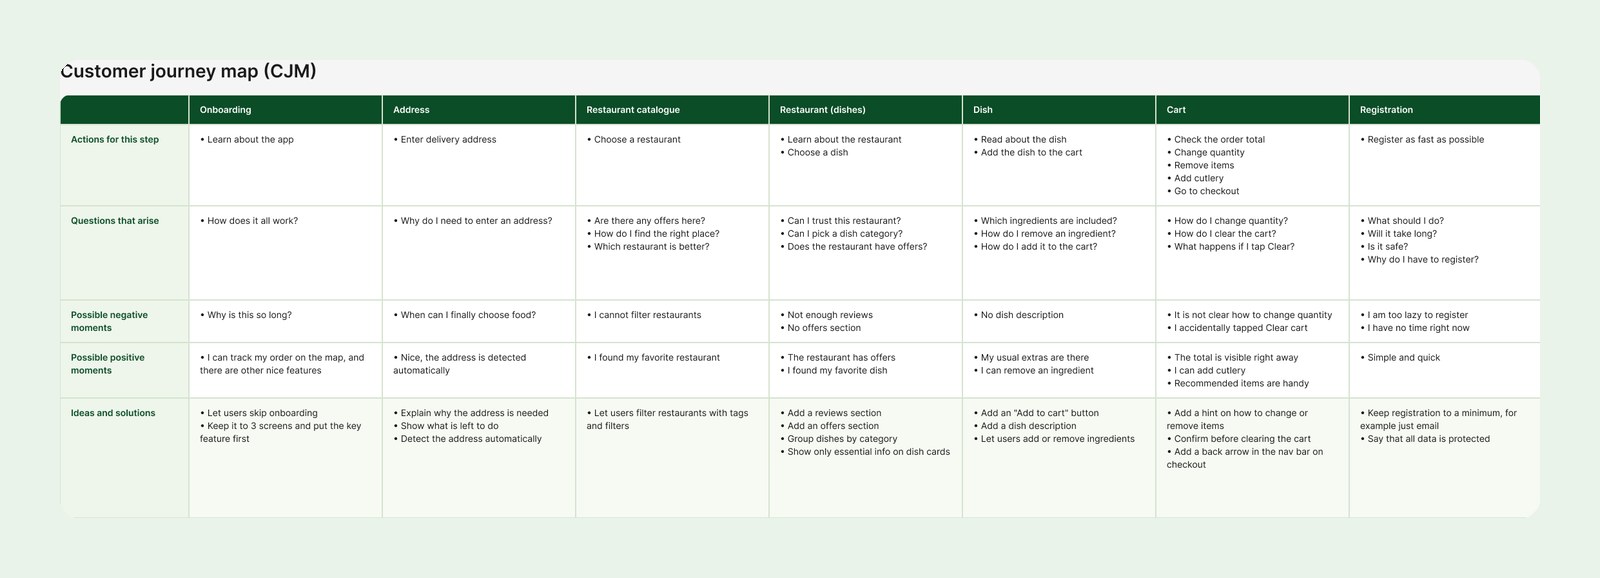 Customer journey map (CJM)
Onboarding
Address
Restaurant catalogue
Restaurant (dishes)
Dish
Cart
Registration
Actions for this step
• Learn about the app
• Enter delivery address
• Choose a restaurant
• Learn about the restaurant
• Choose a dish
• Read about the dish
• Add the dish to the cart
• Check the order total
• Change quantity
• Remove items
• Add cutlery
• Go to checkout
• Register as fast as possible
Questions that arise
• How does it all work?
• Why do I need to enter an address?
• Are there any offers here?
• How do I find the right place?
• Which restaurant is better?
• Can I trust this restaurant?
• Can I pick a dish category?
• Does the restaurant have offers?
• Which ingredients are included?
• How do I remove an ingredient?
• How do I add it to the cart?
• How do I change quantity?
• How do I clear the cart?
• What happens if I tap Clear?
• What should I do?
• Will it take long?
• Is it safe?
• Why do I have to register?
Possible negative
moments
• Why is this so long?
• When can I finally choose food?
• I cannot filter restaurants
• Not enough reviews
• No offers section
• No dish description
• It is not clear how to change quantity
• I accidentally tapped Clear cart
• I am too lazy to register
• I have no time right now
Possible positive
moments
• I can track my order on the map, and
there are other nice features
• Nice, the address is detected
automatically
• I found my favorite restaurant
• The restaurant has offers
• I found my favorite dish
• My usual extras are there
• I can remove an ingredient
• The total is visible right away
• I can add cutlery
• Recommended items are handy
• Simple and quick
Ideas and solutions
• Let users skip onboarding
• Keep it to 3 screens and put the key
feature first
• Explain why the address is needed
• Show what is left to do
• Detect the address automatically
• Let users filter restaurants with tags
and filters
• Add a reviews section
• Add an offers section
• Group dishes by category
• Show only essential info on dish cards
• Add an "Add to cart" button
• Add a dish description
• Let users add or remove ingredients
• Add a hint on how to change or
remove items
• Confirm before clearing the cart
• Add a back arrow in the nav bar on
checkout
• Keep registration to a minimum, for
example just email
• Say that all data is protected